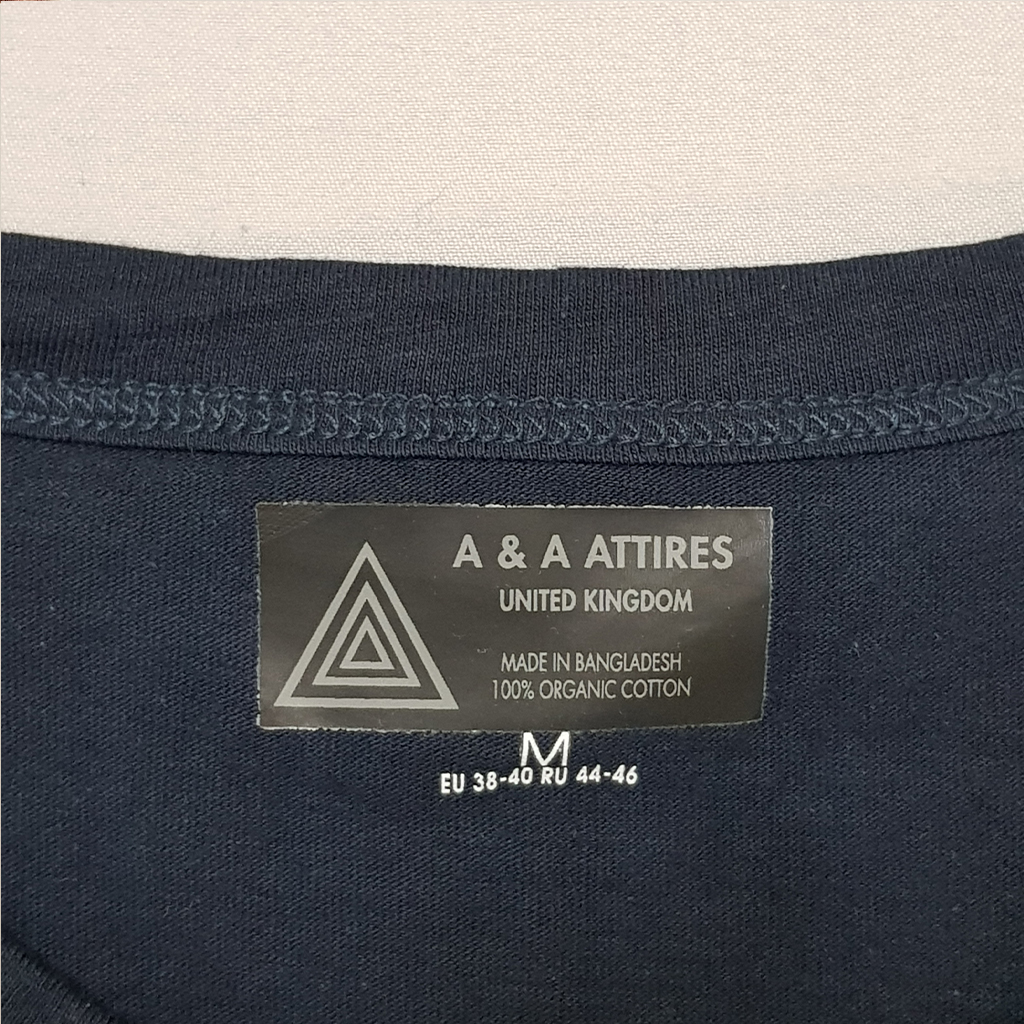 A & A ATTIRES
UNITED KINGDOM
MADE IN BANGLADESH
100% ORGANIC COTTON
M
EU 38-40 RU 44-46